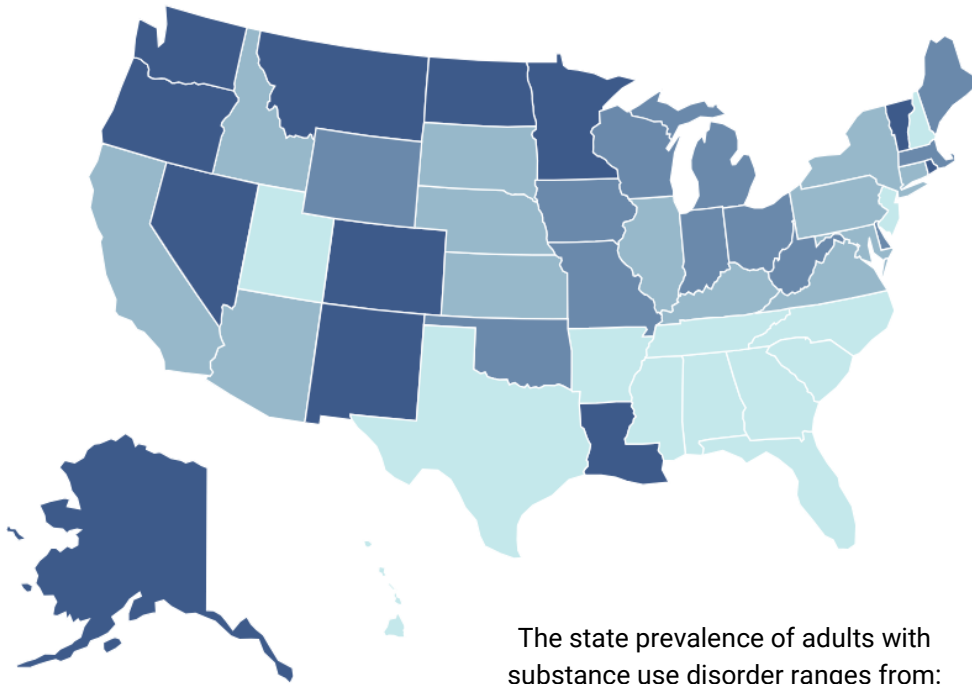 The state prevalence of adults with
substance use disorder ranges from: